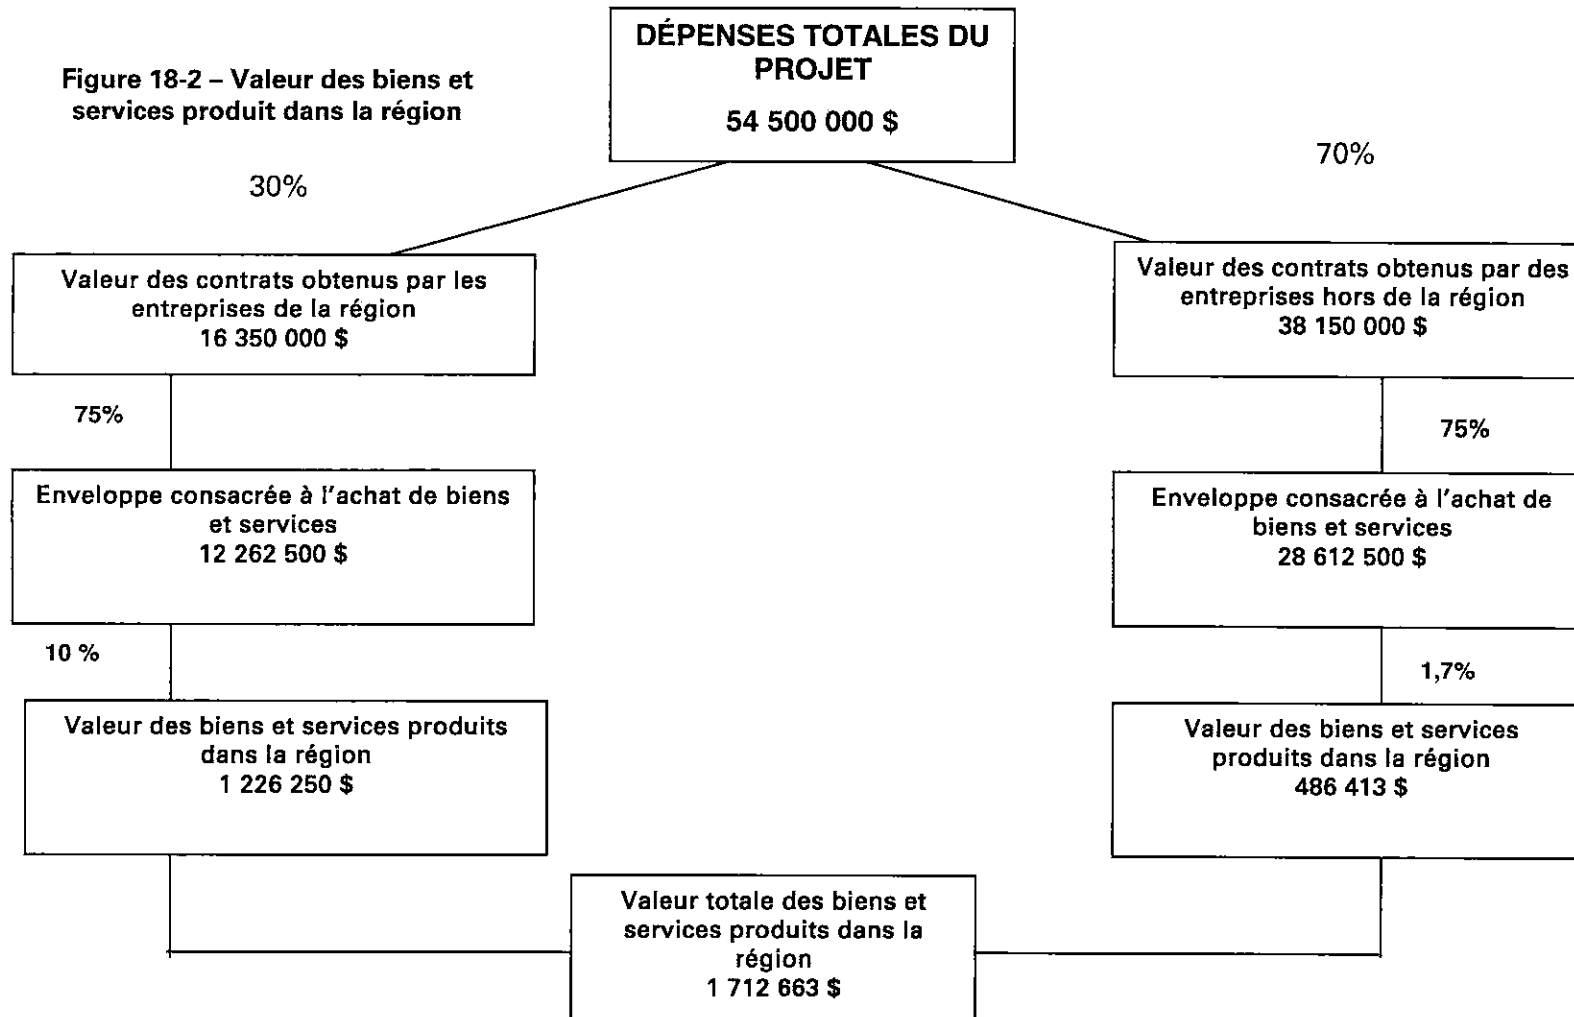 Figure 18-2 – Valeur des biens et
services produit dans la région
DÉPENSES TOTALES DU
PROJET
54 500 000 $
30%
70%
Valeur des contrats obtenus par les
entreprises de la région
16 350 000 $
Valeur des contrats obtenus par des
entreprises hors de la région
38 150 000 $
75%
75%
Enveloppe consacrée à l'achat de biens
et services
12 262 500 $
Enveloppe consacrée à l'achat de
biens et services
28 612 500 $
10 %
1,7%
Valeur des biens et services produits
dans la région
1 226 250 $
Valeur des biens et services
produits dans la région
486 413 $
Valeur totale des biens et
services produits dans la
région
1 712 663 $